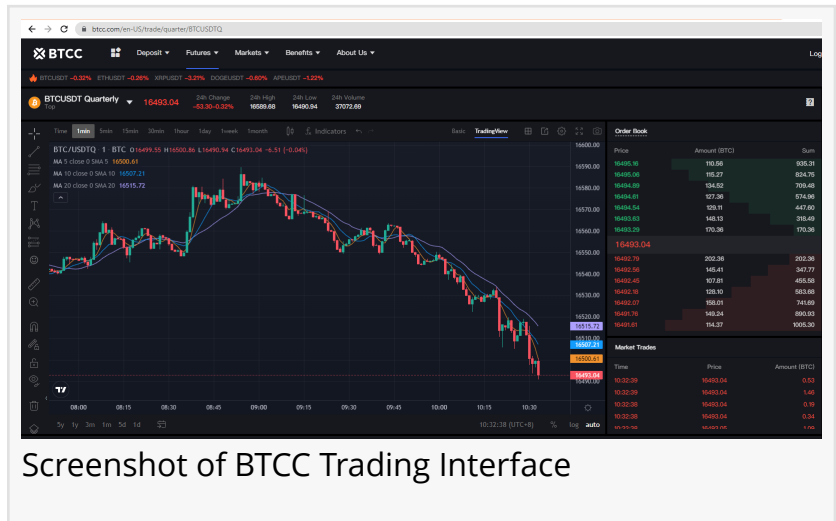 btcc.com/en-US/trade/quarter/BTCUSDTQ
BTCC Deposit Futures Markets Benefits About Us Log
BTCUSDT -0.32% ETHUSDT -0.26% XRPUSDT -3.21% DOGEUSDT -0.60% APEUSDT -1.22%
BTCUSDT Quarterly
Top
16493.04
24h Change
-53.30-0.32%
24h High
16589.68
24h Low
16490.94
24h Volume
37072.69
Time 1min 5min 15min 30min 1hour 1day 1week 1month Indicators Basic TradingView
BTC/USDTQ 1 BTC O16499.55 H16500.86 L16490.94 C16493.04 -6.51 (-0.04%)
MA 5 close 0 SMA 5 16500.61
MA 10 close 0 SMA 10 16507.21
MA 20 close 0 SMA 20 16515.72
16600.00
16590.00
16580.00
16570.00
16560.00
16550.00
16540.00
16530.00
16520.00
16515.72
16510.00
16507.21
16500.61
16493.04
16490.00
08:00 08:15 08:30 08:45 09:00 09:15 09:30 09:45 10:00 10:15 10:30
5y 1y 3m 1m 5d 1d 10:32:38 (UTC+8) % log auto
Order Book
Price Amount (BTC) Sum
16495.16 110.56 935.31
16495.06 115.27 824.75
16494.89 134.52 709.48
16494.81 127.36 574.96
16494.54 129.11 447.60
16493.63 148.13 318.49
16493.29 170.36 170.36
16493.04
16492.79 202.36 202.36
16492.56 145.41 347.77
16492.45 107.81 455.58
16492.18 128.10 583.68
16492.07 158.01 741.69
16491.76 149.24 890.93
16491.61 114.37 1005.30
Market Trades
Time Price Amount (BTC)
10:32:39 16493.04 0.53
10:32:39 16493.04 1.46
10:32:38 16493.04 0.19
10:32:38 16493.04 0.34
Screenshot of BTCC Trading Interface